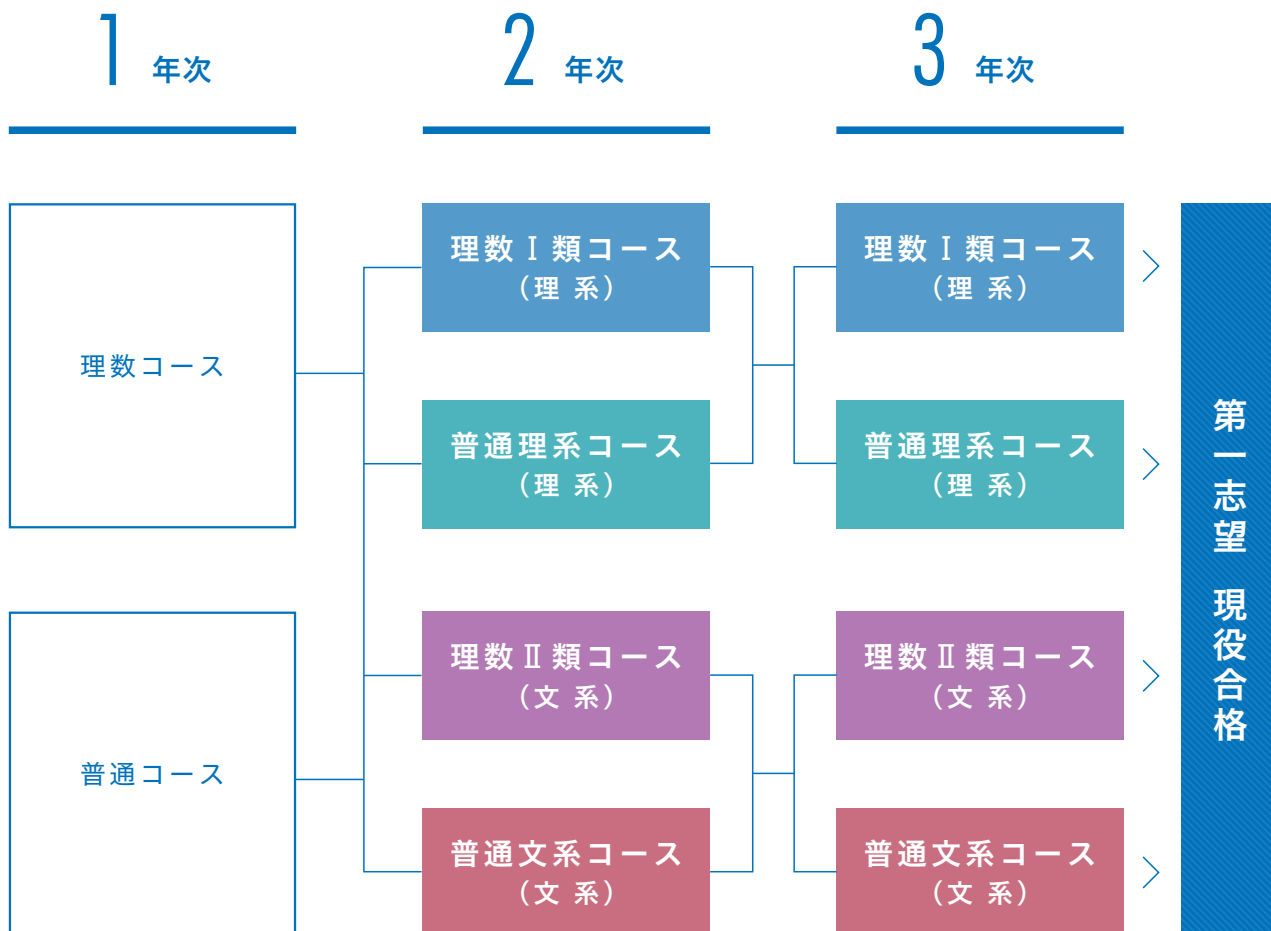 1 年次
2 年次
3 年次
理数コース
普通コース
理数Ⅰ類コース
（理 系）
普通理系コース
（理 系）
理数Ⅱ類コース
（文 系）
普通文系コース
（文 系）
理数Ⅰ類コース
（理 系）
普通理系コース
（理 系）
理数Ⅱ類コース
（文 系）
普通文系コース
（文 系）
第一志望 現役合格